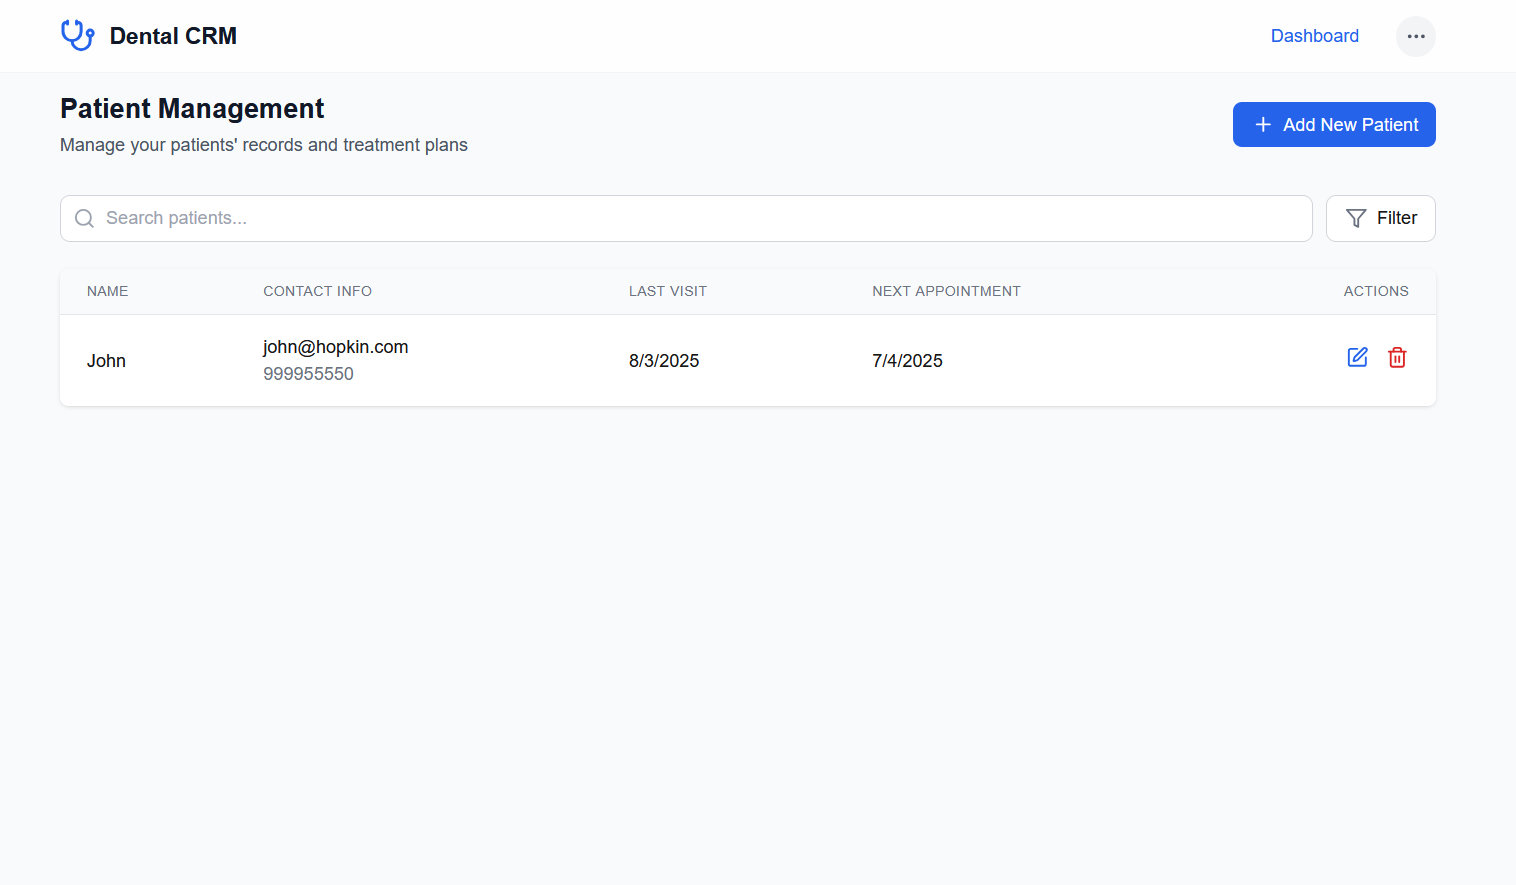 Dental CRM
Dashboard
Patient Management
Manage your patients' records and treatment plans
Add New Patient
Search patients...
Filter
NAME CONTACT INFO LAST VISIT NEXT APPOINTMENT ACTIONS
John john@hopkin.com 8/3/2025 7/4/2025
999955550